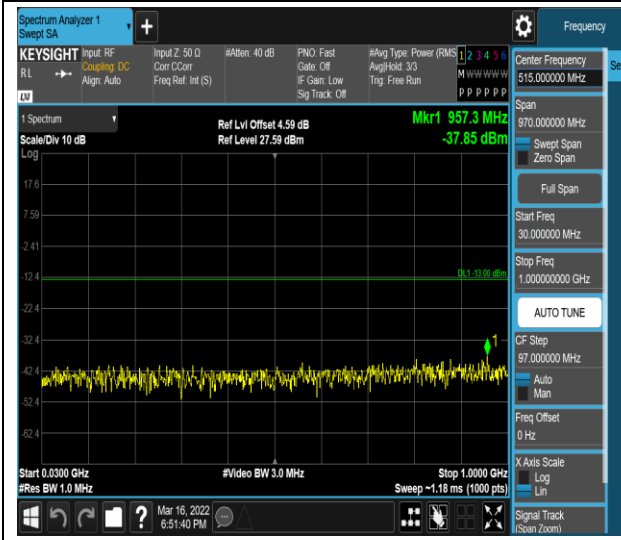 Spectrum Analyzer 1
Swept SA
Frequency
KEYSIGHT
RL
LXI
Input: RF
Coupling: DC
Align: Auto
Input Z: 50 Ω
Corr CCorr
Freq Ref: Int (S)
#Atten: 40 dB
PNO: Fast
Gate: Off
IF Gain: Low
Sig Track: Off
#Avg Type: Power (RMS
Avg|Hold: 3/3
Trig: Free Run
1 2 3 4 5 6
M W W W W W
P P P P P P
1 Spectrum
Scale/Div 10 dB
Ref Lvl Offset 4.59 dB
Ref Level 27.59 dBm
Mkr1 957.3 MHz
-37.85 dBm
Log
17.6
7.59
-2.41
-12.4
-22.4
-32.4
-42.4
-52.4
-62.4
DL1 -13.00 dBm
1
Start 0.0300 GHz
#Res BW 1.0 MHz
#Video BW 3.0 MHz
Stop 1.0000 GHz
Sweep ~1.18 ms (1000 pts)
Mar 16, 2022
6:51:40 PM
Center Frequency
515.000000 MHz
Se
Span
970.000000 MHz
Swept Span
Zero Span
Full Span
Start Freq
30.000000 MHz
Stop Freq
1.000000000 GHz
AUTO TUNE
CF Step
97.000000 MHz
Auto
Man
Freq Offset
0 Hz
X Axis Scale
Log
Lin
Signal Track
(Span Zoom)